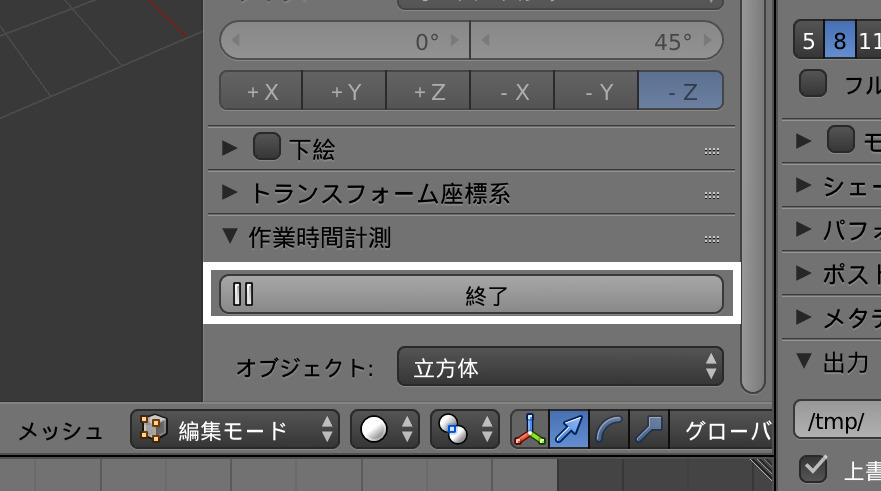 0° 45°
+ X + Y + Z - X - Y - Z
下絵
トランスフォーム座標系
作業時間計測
終了
オブジェクト: 立方体
メッシュ 編集モード グローバ
5 8 11
フル
モ
シェー
パフォ
ポスト
メタデ
出力
/tmp/
上書